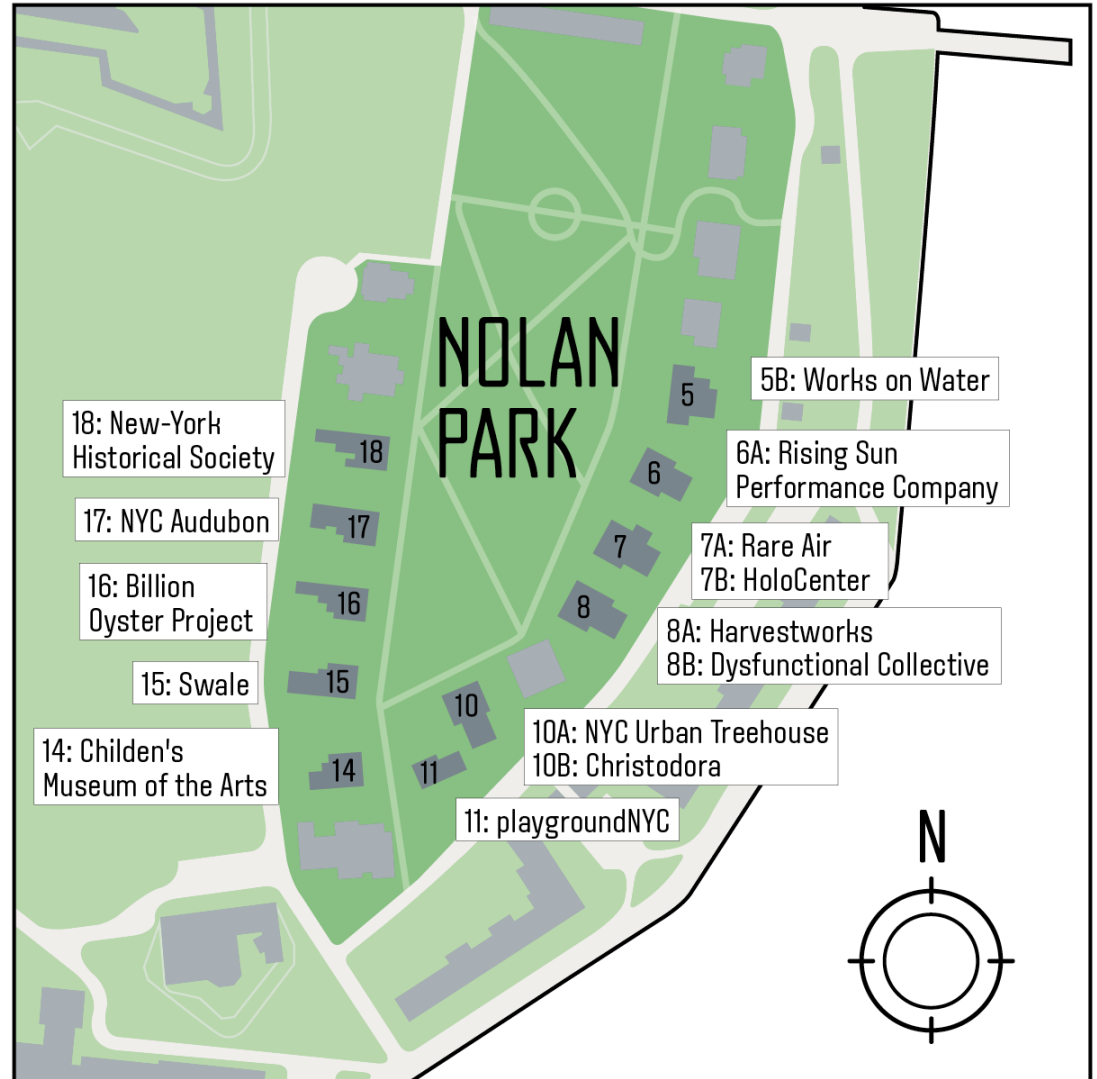 NOLAN
PARK
5
5B: Works on Water
6
6A: Rising Sun
Performance Company
7
7A: Rare Air
7B: HoloCenter
8
8A: Harvestworks
8B: Dysfunctional Collective
10
10A: NYC Urban Treehouse
10B: Christodora
11
11: playgroundNYC
18: New-York
Historical Society
18
17: NYC Audubon
17
16: Billion
Oyster Project
16
15: Swale
15
14: Childen's
Museum of the Arts
14
N